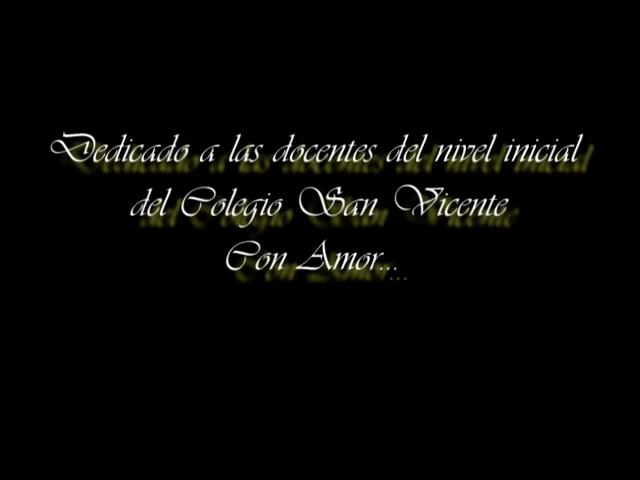 Dedicado a las docentes del nivel inicial
del Colegio San Vicente
Con Amor...